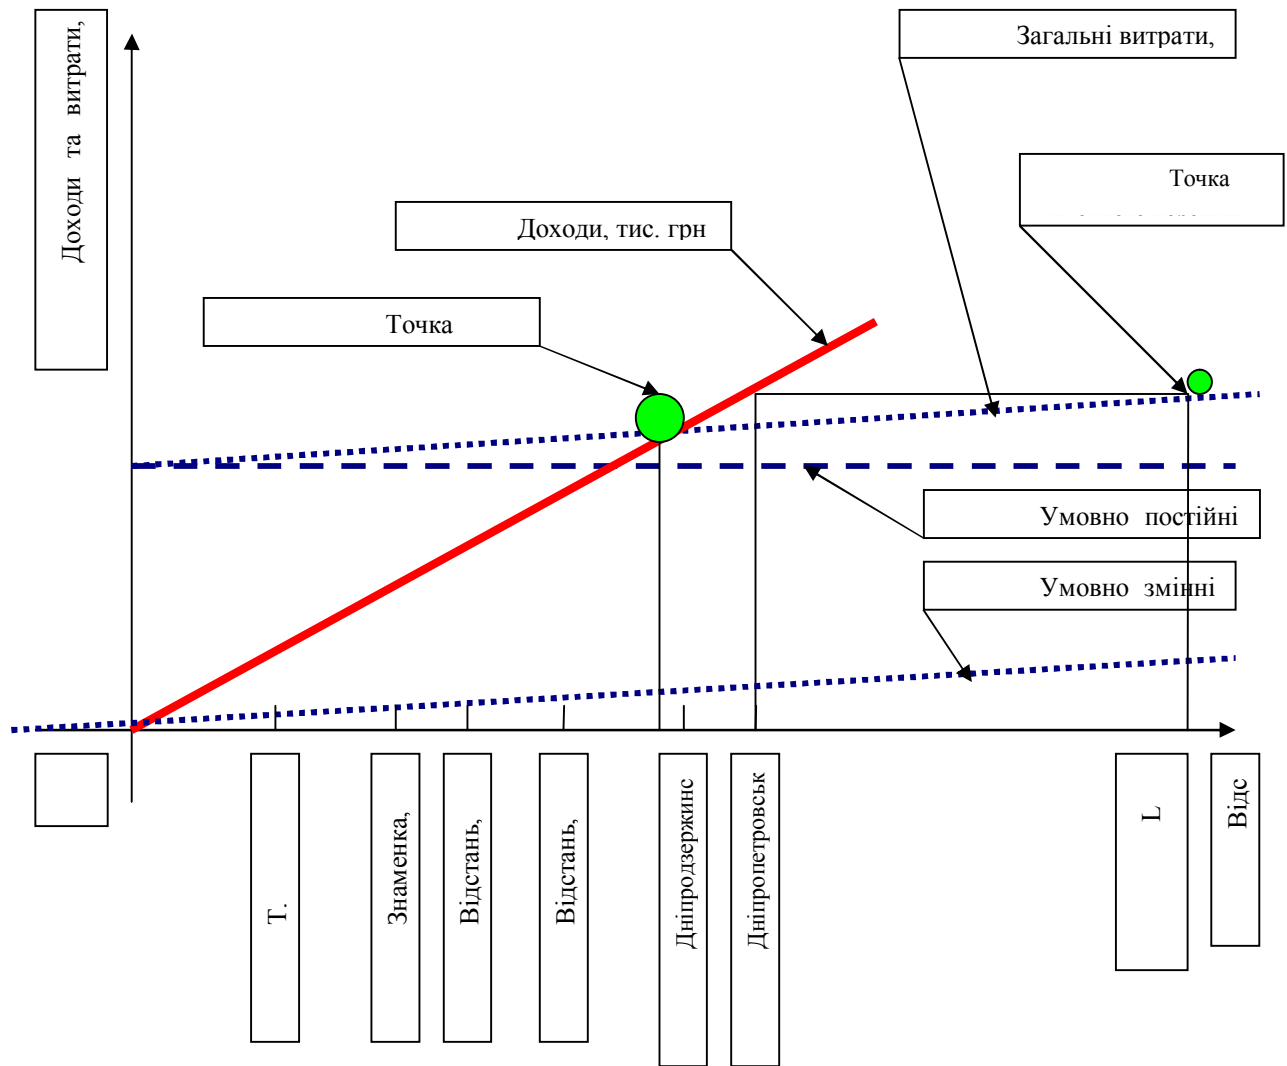 Доходи та витрати,
Загальні витрати,
Точка
Доходи, тис. грн
Точка
Умовно постійні
Умовно змінні
Т.
Знаменка,
Відстань,
Відстань,
Дніпродзержинс
Дніпропетровськ
L
Відс